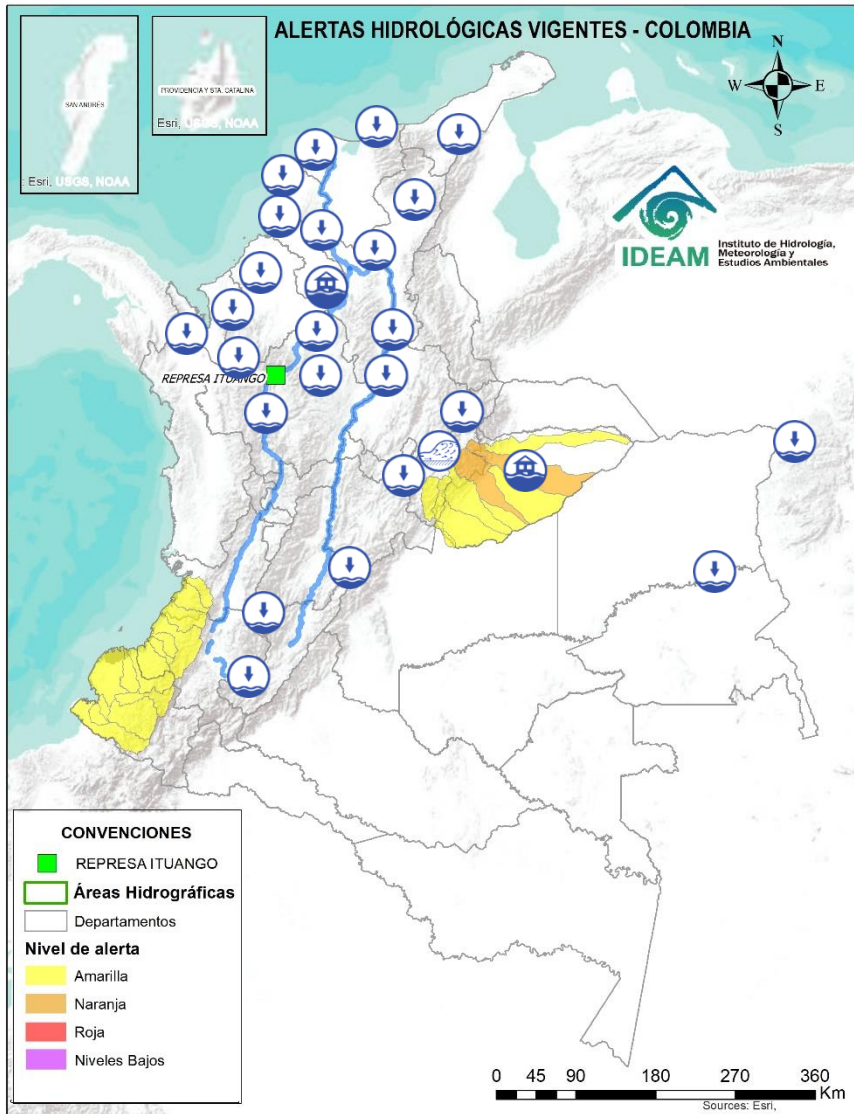 ALERTAS HIDROLÓGICAS VIGENTES - COLOMBIA
SAN ANDRÉS
Esri, USGS, NOAA
PROVIDENCIA Y STA. CATALINA
Esri, USGS, NOAA
N
W
E
S
IDEAM
Instituto de Hidrología,
Meteorología y
Estudios Ambientales
REPRESA ITUANGO
CONVENCIONES
REPRESA ITUANGO
Áreas Hidrográficas
Departamentos
Nivel de alerta
Amarilla
Naranja
Roja
Niveles Bajos
0 45 90 180 270 360
Km
Sources: Esri,